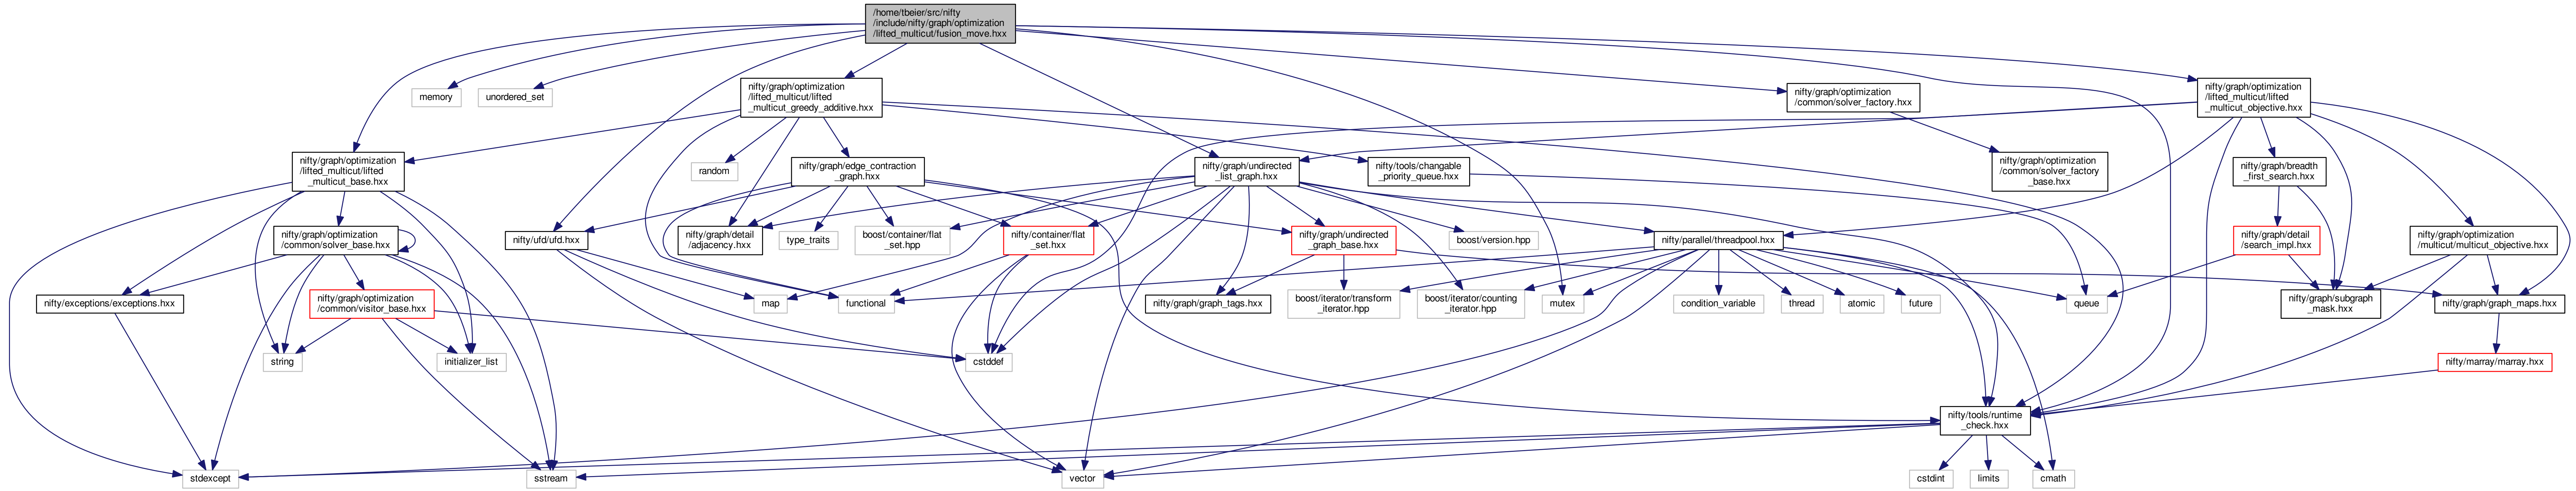 /home/tbeier/src/nifty
/include/nifty/graph/optimization
/lifted_multicut/fusion_move.hxx
nifty/graph/optimization
/lifted_multicut/lifted
_multicut_greedy_additive.hxx
nifty/graph/optimization
/lifted_multicut/lifted
_multicut_objective.hxx
memory
unordered_set
nifty/graph/optimization
/common/solver_factory.hxx
nifty/graph/optimization
/lifted_multicut/lifted
_multicut_base.hxx
random
nifty/graph/edge_contraction
_graph.hxx
nifty/tools/changable
_priority_queue.hxx
nifty/graph/undirected
_list_graph.hxx
nifty/graph/optimization
/common/solver_factory
_base.hxx
nifty/graph/breadth
_first_search.hxx
nifty/graph/optimization
/common/solver_base.hxx
nifty/ufd/ufd.hxx
nifty/graph/detail
/adjacency.hxx
type_traits
boost/container/flat
_set.hpp
nifty/container/flat
_set.hxx
nifty/graph/undirected
_graph_base.hxx
boost/version.hpp
nifty/parallel/threadpool.hxx
nifty/graph/detail
/search_impl.hxx
nifty/graph/optimization
/multicut/multicut_objective.hxx
nifty/exceptions/exceptions.hxx
nifty/graph/optimization
/common/visitor_base.hxx
map
functional
nifty/graph/graph_tags.hxx
boost/iterator/transform
_iterator.hpp
boost/iterator/counting
_iterator.hpp
mutex
condition_variable
thread
atomic
future
queue
nifty/graph/subgraph
_mask.hxx
nifty/graph/graph_maps.hxx
string
initializer_list
cstddef
nifty/marray/marray.hxx
nifty/tools/runtime
_check.hxx
stdexcept
sstream
vector
cstdint
limits
cmath